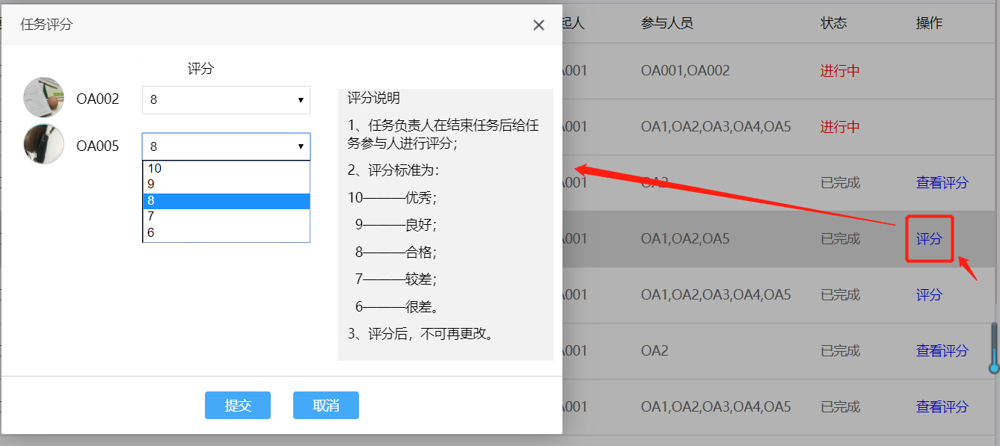 任务评分
评分
OA002
8
OA005
8
10
9
8
7
6
评分说明
1、任务负责人在结束任务后给任
务参与人进行评分；
2、评分标准为：
10———优秀；
9———良好；
8———合格；
7———较差；
6———很差。
3、评分后，不可再更改。
提交 取消
起人 参与人员 状态 操作
001 OA001,OA002 进行中
001 OA1,OA2,OA3,OA4,OA5 进行中
001 OA2 已完成 查看评分
001 OA1,OA2,OA5 已完成 评分
001 OA1,OA2,OA3,OA4,OA5 已完成 评分
001 OA2 已完成 查看评分
001 OA1,OA2,OA3,OA4,OA5 已完成 查看评分